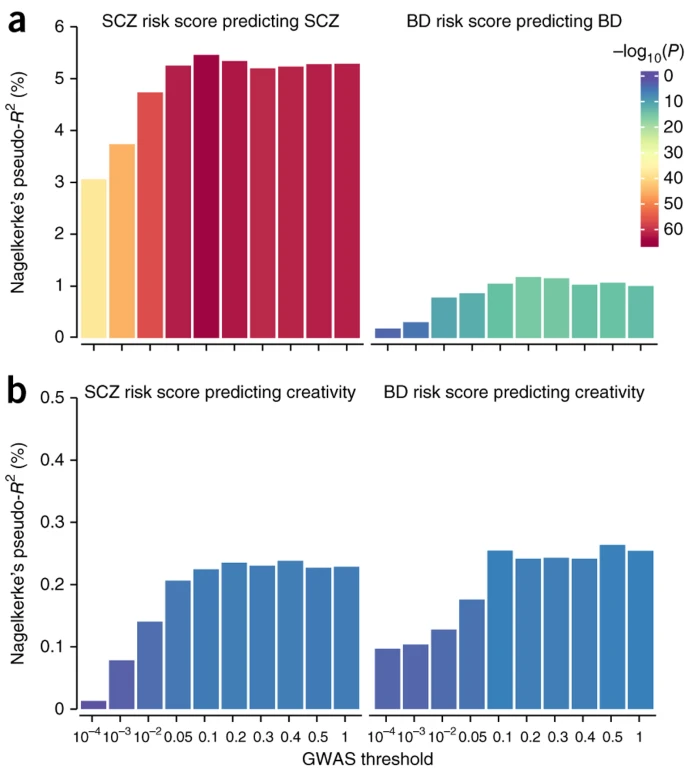 a
SCZ risk score predicting SCZ
BD risk score predicting BD
–log10(P)
0
10
20
30
40
50
60
Nagelkerke's pseudo-R2 (%)
6
5
4
3
2
1
0
b
SCZ risk score predicting creativity
BD risk score predicting creativity
Nagelkerke's pseudo-R2 (%)
0.5
0.4
0.3
0.2
0.1
0
10−4 10−3 10−2 0.05 0.1 0.2 0.3 0.4 0.5 1
10−4 10−3 10−2 0.05 0.1 0.2 0.3 0.4 0.5 1
GWAS threshold